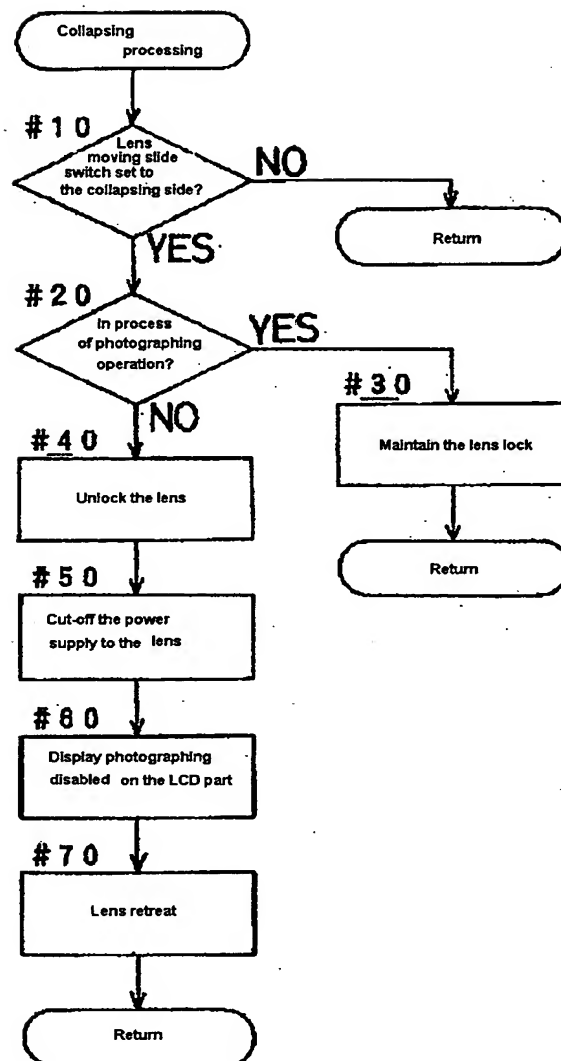 Collapsing
processing
#10
Lens
moving slide
switch set to
the collapsing side?
NO
Return
YES
#20
In process
of photographing
operation?
YES
#30
Maintain the lens lock
Return
NO
#40
Unlock the lens
#50
Cut-off the power
supply to the lens
#60
Display photographing
disabled on the LCD part
#70
Lens retreat
Return